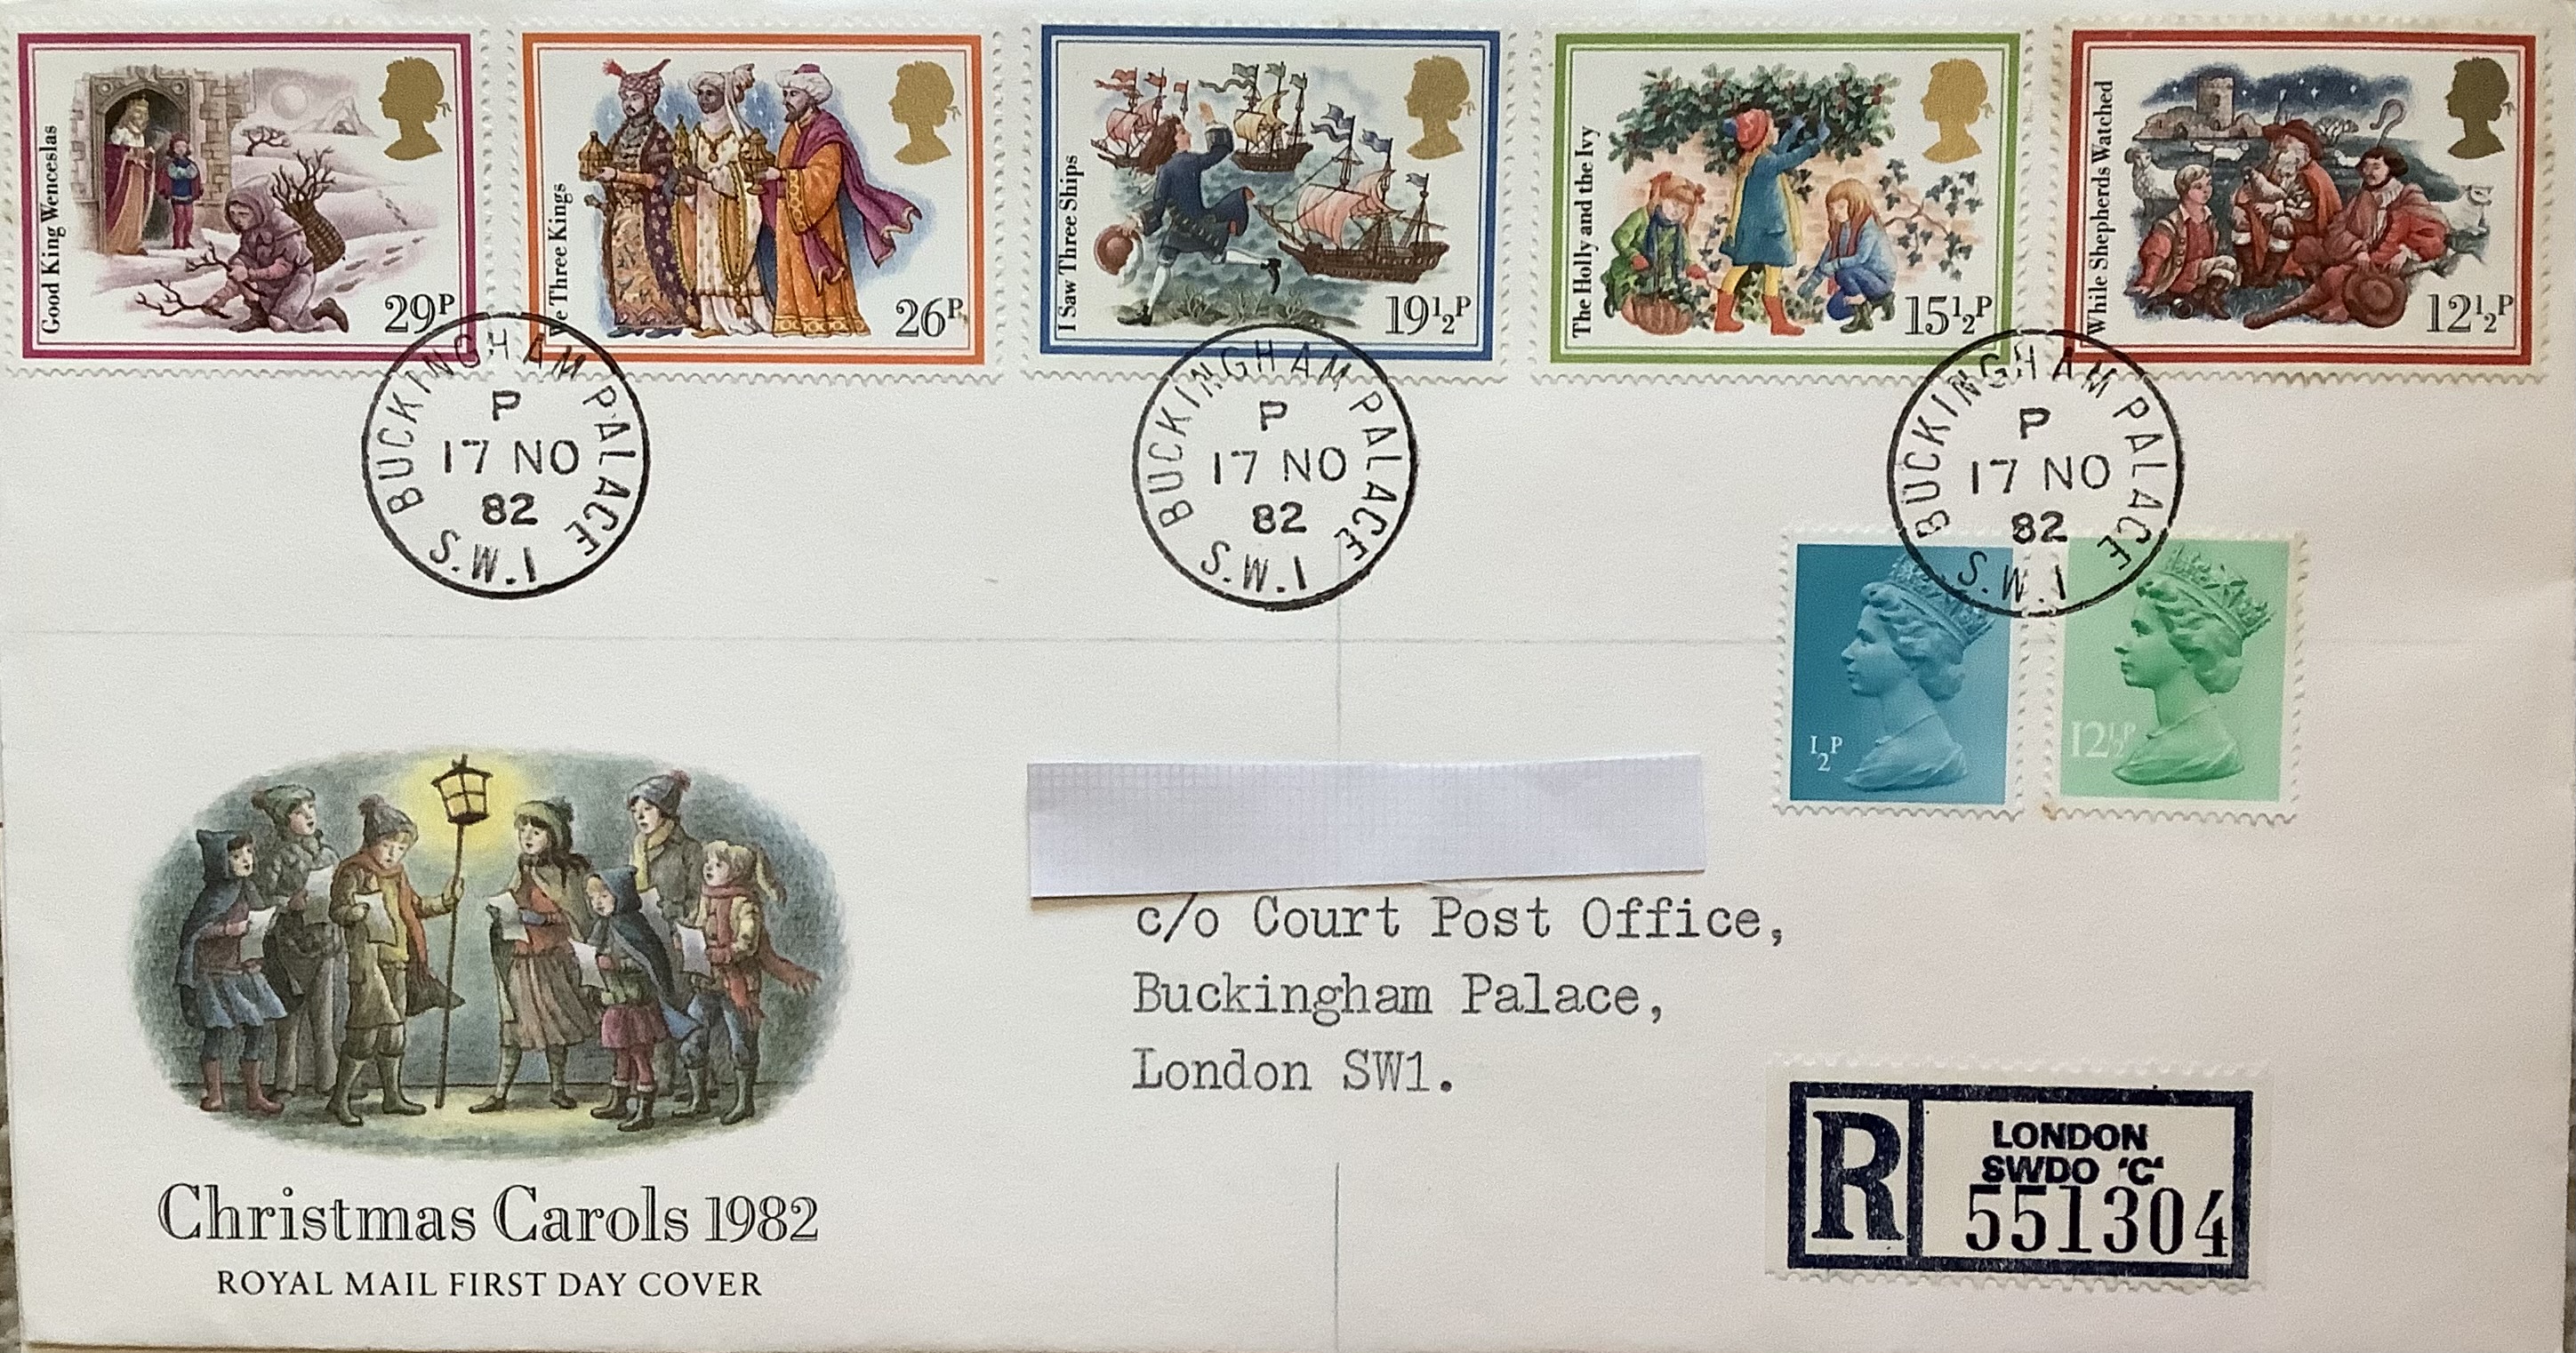 Good King Wenceslas
29P
We Three Kings
26P
I Saw Three Ships
19½P
The Holly and the Ivy
15½P
While Shepherds Watched
12½P
BUCKINGHAM PALACE S.W.1
P
17 NO
82
BUCKINGHAM PALACE S.W.1
P
17 NO
82
BUCKINGHAM PALACE S.W.1
P
17 NO
82
½P
12½P
c/o Court Post Office,
Buckingham Palace,
London SW1.
Christmas Carols 1982
ROYAL MAIL FIRST DAY COVER
R
LONDON
SWDO 'C'
551304